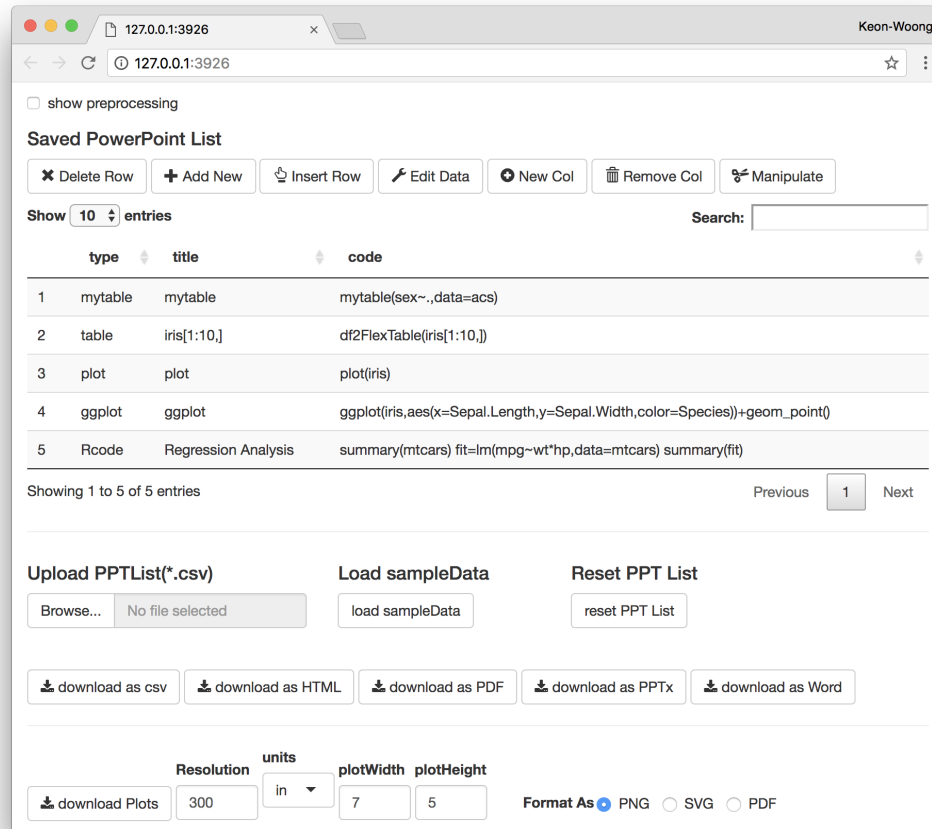 127.0.0.1:3926
Keon-Woong
127.0.0.1:3926
show preprocessing
Saved PowerPoint List
Delete Row Add New Insert Row Edit Data New Col Remove Col Manipulate
Show 10 entries Search:
type title code
1 mytable mytable mytable(sex~.,data=acs)
2 table iris[1:10,] df2FlexTable(iris[1:10,])
3 plot plot plot(iris)
4 ggplot ggplot ggplot(iris,aes(x=Sepal.Length,y=Sepal.Width,color=Species))+geom_point()
5 Rcode Regression Analysis summary(mtcars) fit=lm(mpg~wt*hp,data=mtcars) summary(fit)
Showing 1 to 5 of 5 entries Previous 1 Next
Upload PPTList(*.csv) Load sampleData Reset PPT List
Browse... No file selected load sampleData reset PPT List
download as csv download as HTML download as PDF download as PPTx download as Word
Resolution units plotWidth plotHeight
download Plots 300 in 7 5 Format As PNG SVG PDF